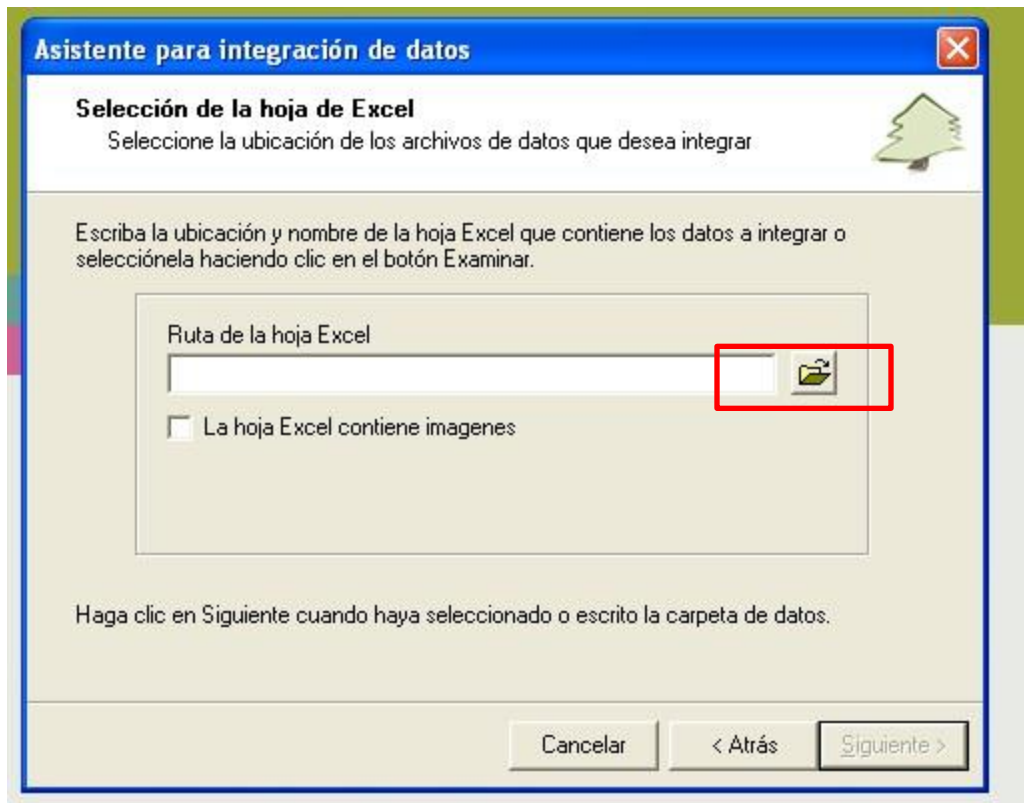 Asistente para integración de datos
Selección de la hoja de Excel
Seleccione la ubicación de los archivos de datos que desea integrar
Escriba la ubicación y nombre de la hoja Excel que contiene los datos a integrar o
selecciónela haciendo clic en el botón Examinar.
Ruta de la hoja Excel
La hoja Excel contiene imagenes
Haga clic en Siguiente cuando haya seleccionado o escrito la carpeta de datos.
Cancelar
< Atrás
Siguiente >